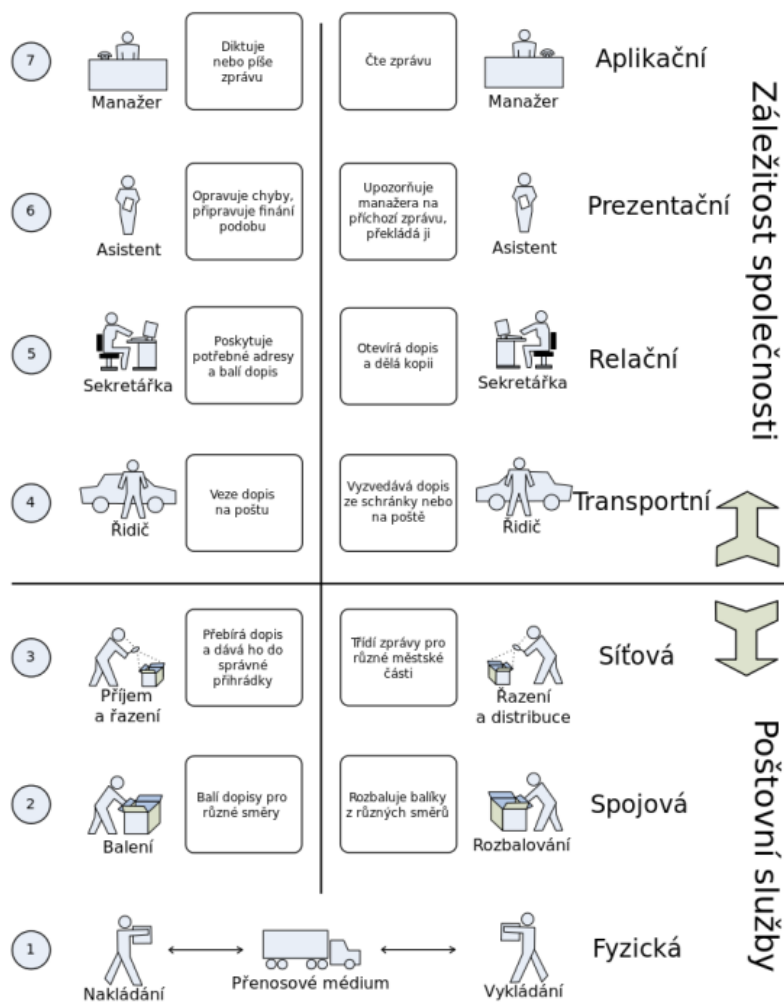 7
Manažer
Diktuje
nebo píše
zprávu
Čte zprávu
Manažer
Aplikační
6
Asistent
Opravuje chyby,
připravuje finání
podobu
Upozorňuje
manažera na
příchozí zprávu,
překládá ji
Asistent
Prezentační
5
Sekretářka
Poskytuje
potřebné adresy
a balí dopis
Otevírá dopis
a dělá kopii
Sekretářka
Relační
4
Řidič
Veze dopis
na poštu
Vyzvedává dopis
ze schránky nebo
na poště
Řidič
Transportní
Záležitost společnosti
3
Příjem
a řazení
Přebírá dopis
a dává ho do
správné
přihrádky
Třídí zprávy pro
různé městské
části
Řazení
a distribuce
Síťová
2
Balení
Balí dopisy pro
různé směry
Rozbaluje balíky
z různých směrů
Rozbalování
Spojová
1
Nakládání
Přenosové médium
Vykládání
Fyzická
Poštovní služby